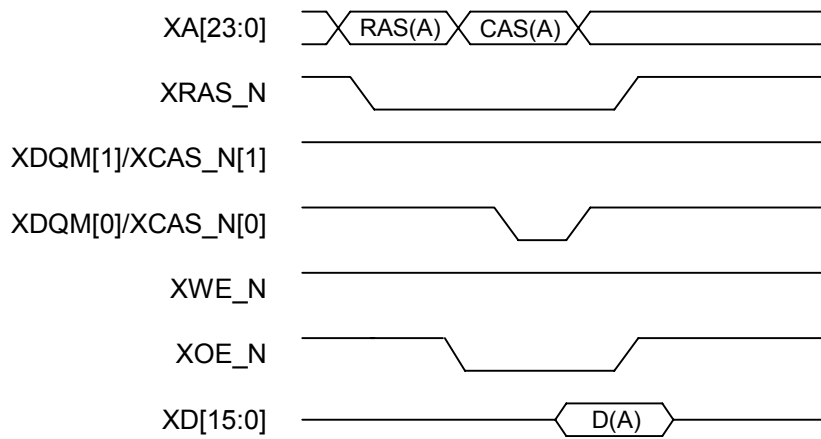 XA[23:0] RAS(A) CAS(A)
XRAS_N
XDQM[1]/XCAS_N[1]
XDQM[0]/XCAS_N[0]
XWE_N
XOE_N
XD[15:0] D(A)